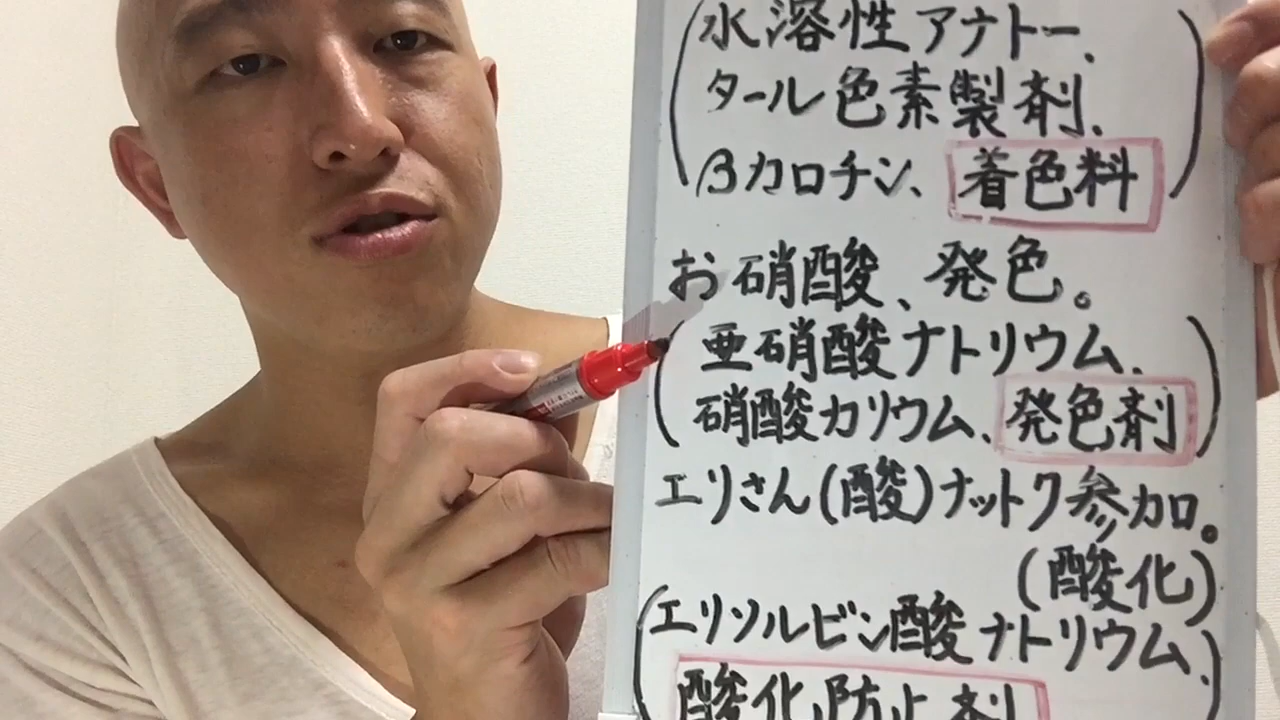 (水溶性アナトー、
タール色素製剤、
βカロチン、着色料)
お硝酸、発色。
(亜硝酸ナトリウム、
硝酸カリウム、発色剤)
エリさん(酸)ナットク参カロ。
(酸化)
(エリソルビン酸ナトリウム、
酸化防止剤)